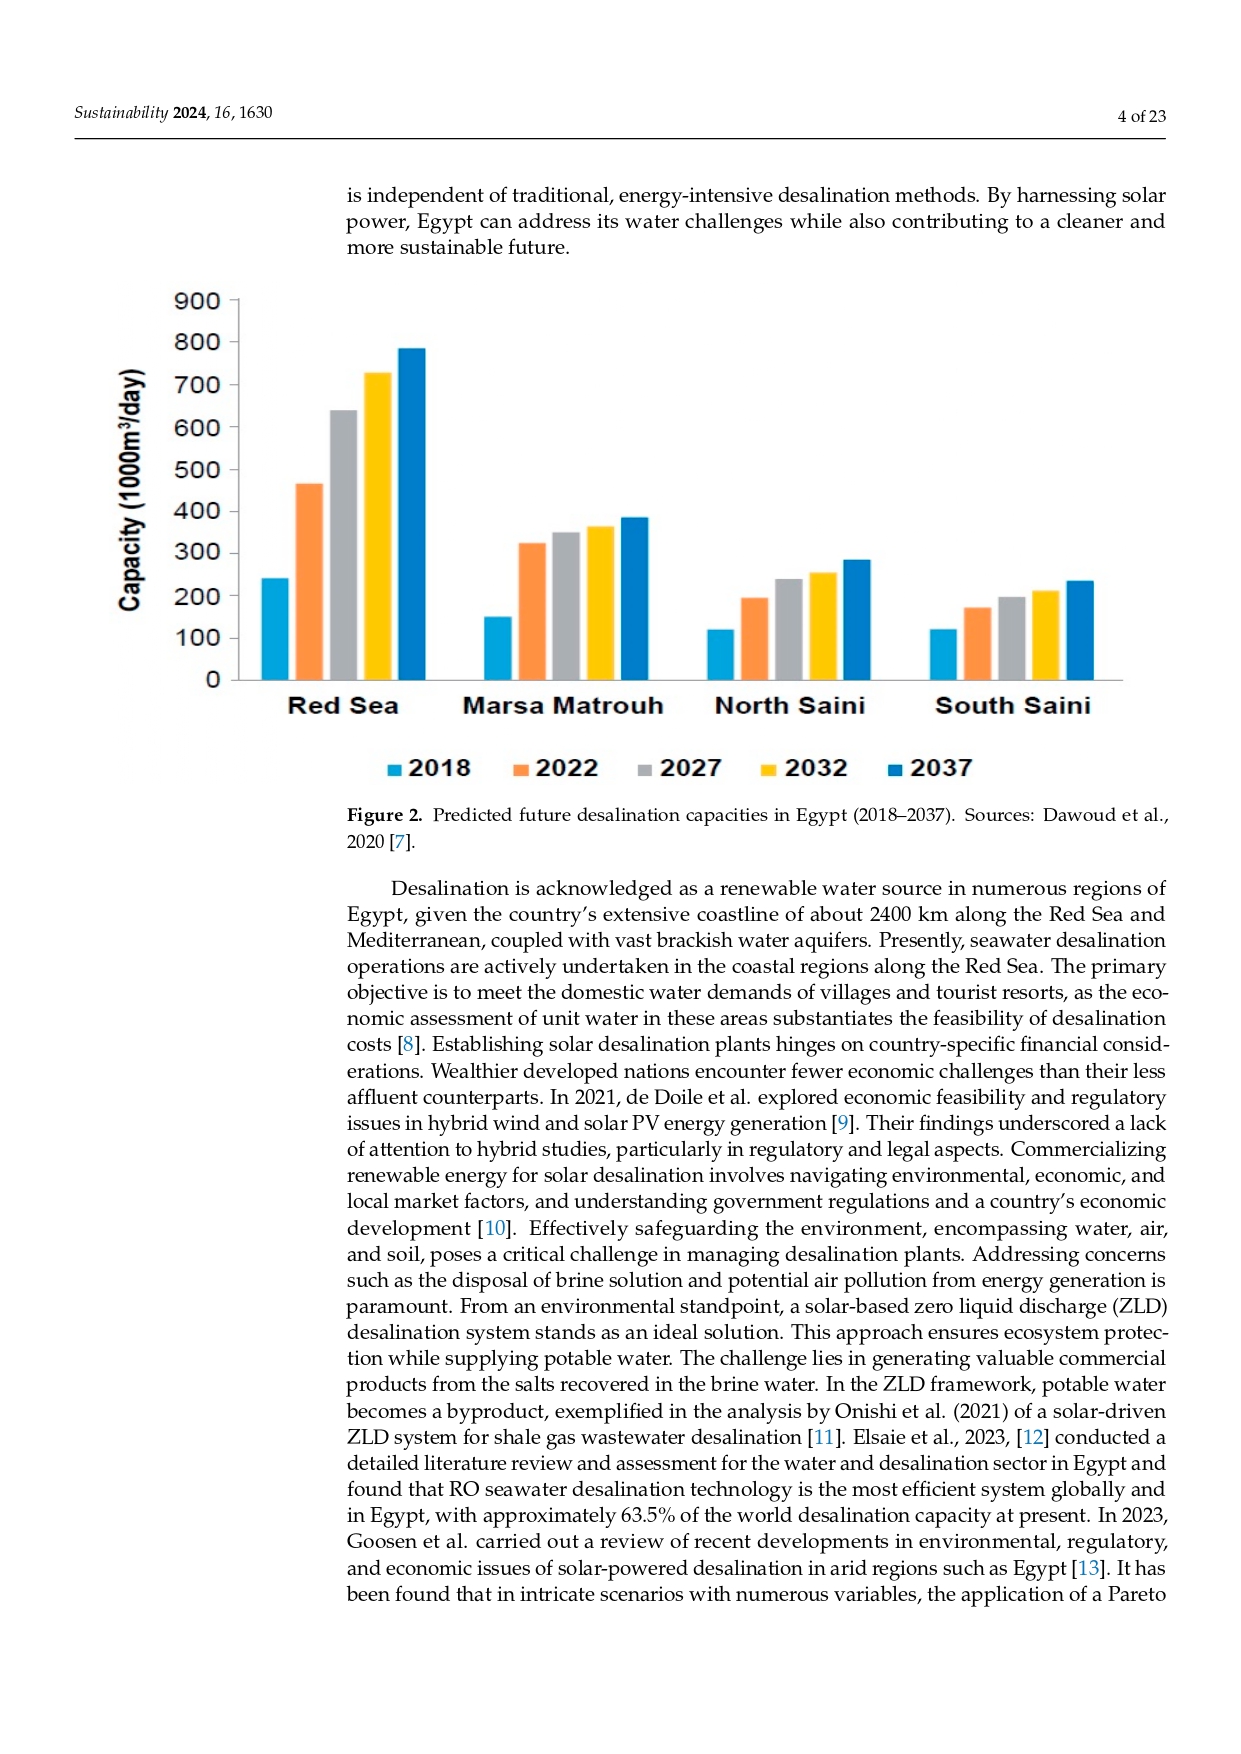 Sustainability 2024, 16, 1630
4 of 23
is independent of traditional, energy-intensive desalination methods. By harnessing solar
power, Egypt can address its water challenges while also contributing to a cleaner and
more sustainable future.
900
800
700
600
500
400
300
200
100
0
Capacity (1000m³/day)
Red Sea
Marsa Matrouh
North Saini
South Saini
2018
2022
2027
2032
2037
Figure 2. Predicted future desalination capacities in Egypt (2018–2037). Sources: Dawoud et al.,
2020 [7].
Desalination is acknowledged as a renewable water source in numerous regions of
Egypt, given the country’s extensive coastline of about 2400 km along the Red Sea and
Mediterranean, coupled with vast brackish water aquifers. Presently, seawater desalination
operations are actively undertaken in the coastal regions along the Red Sea. The primary
objective is to meet the domestic water demands of villages and tourist resorts, as the eco-
nomic assessment of unit water in these areas substantiates the feasibility of desalination
costs [8]. Establishing solar desalination plants hinges on country-specific financial consid-
erations. Wealthier developed nations encounter fewer economic challenges than their less
affluent counterparts. In 2021, de Doile et al. explored economic feasibility and regulatory
issues in hybrid wind and solar PV energy generation [9]. Their findings underscored a lack
of attention to hybrid studies, particularly in regulatory and legal aspects. Commercializing
renewable energy for solar desalination involves navigating environmental, economic, and
local market factors, and understanding government regulations and a country’s economic
development [10]. Effectively safeguarding the environment, encompassing water, air,
and soil, poses a critical challenge in managing desalination plants. Addressing concerns
such as the disposal of brine solution and potential air pollution from energy generation is
paramount. From an environmental standpoint, a solar-based zero liquid discharge (ZLD)
desalination system stands as an ideal solution. This approach ensures ecosystem protec-
tion while supplying potable water. The challenge lies in generating valuable commercial
products from the salts recovered in the brine water. In the ZLD framework, potable water
becomes a byproduct, exemplified in the analysis by Onishi et al. (2021) of a solar-driven
ZLD system for shale gas wastewater desalination [11]. Elsaie et al., 2023, [12] conducted a
detailed literature review and assessment for the water and desalination sector in Egypt and
found that RO seawater desalination technology is the most efficient system globally and
in Egypt, with approximately 63.5% of the world desalination capacity at present. In 2023,
Goosen et al. carried out a review of recent developments in environmental, regulatory,
and economic issues of solar-powered desalination in arid regions such as Egypt [13]. It has
been found that in intricate scenarios with numerous variables, the application of a Pareto